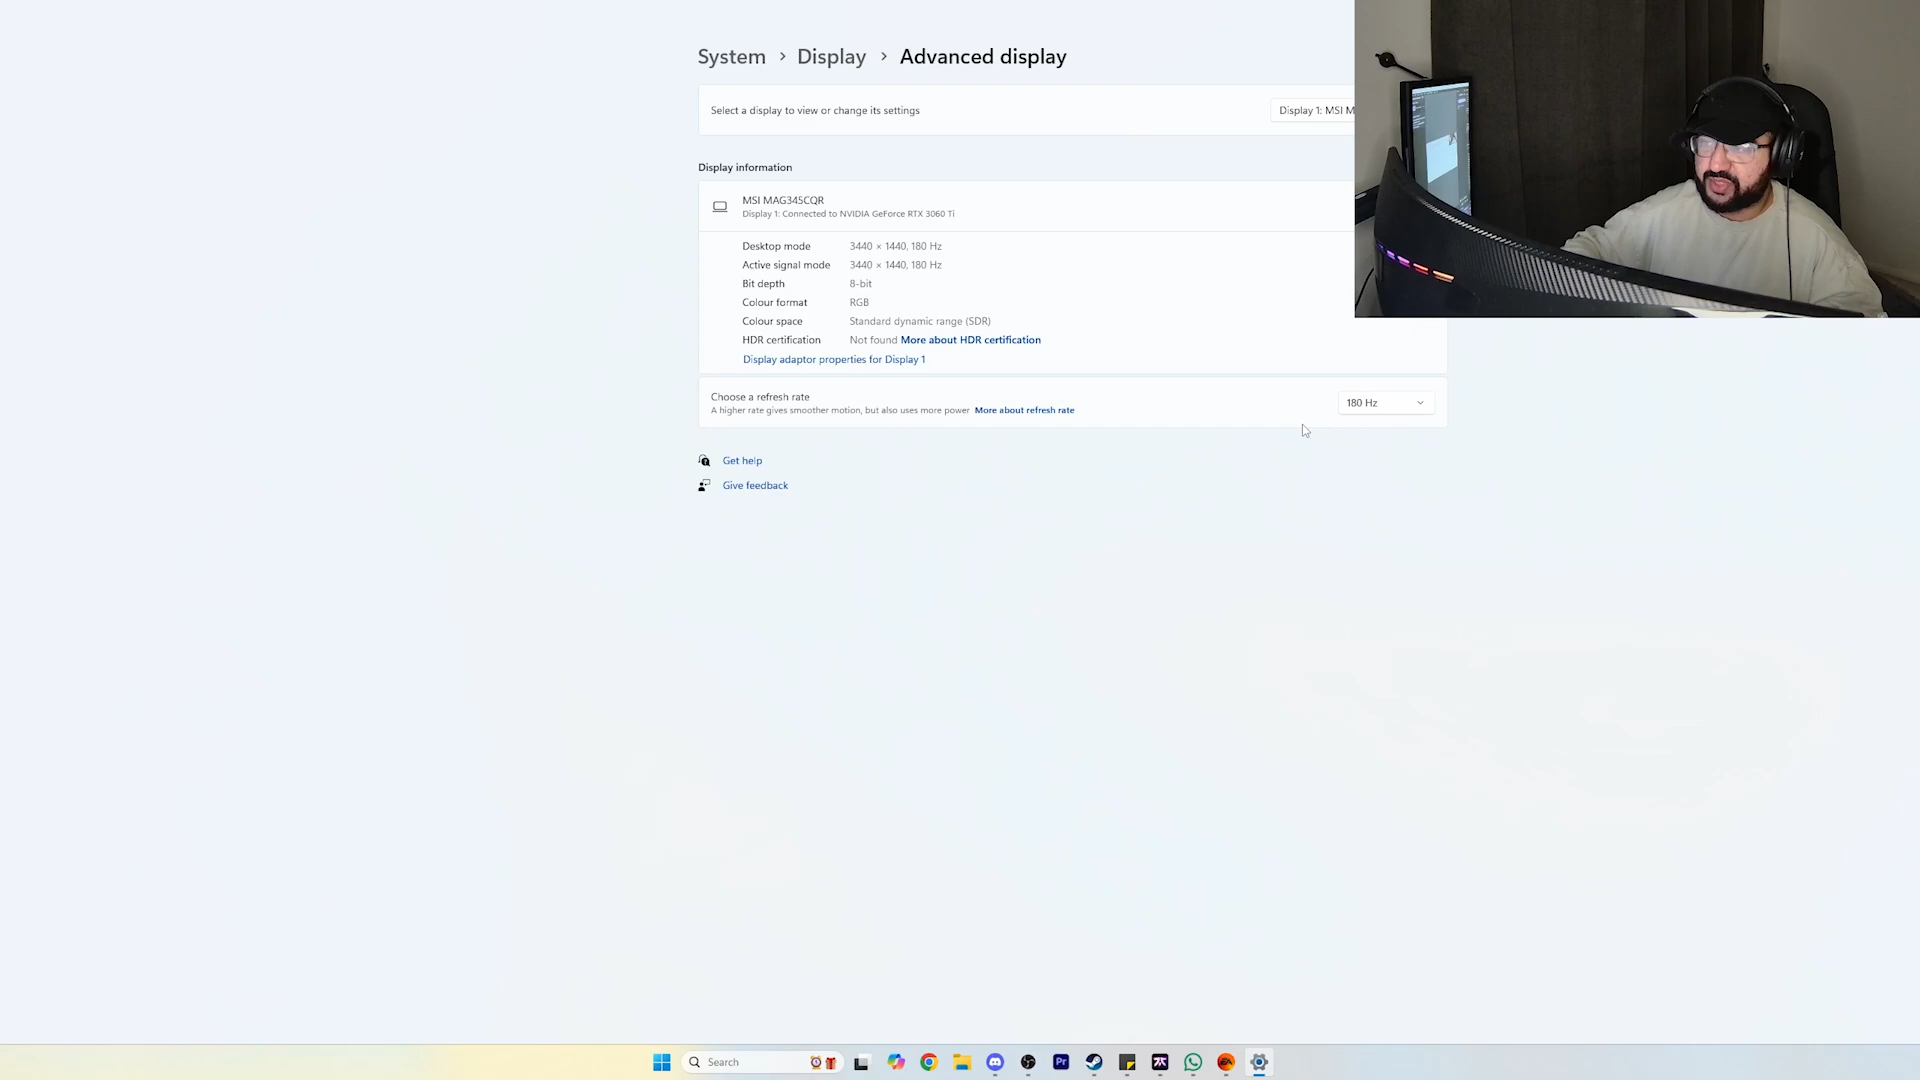 System > Display > Advanced display
Select a display to view or change its settings
Display 1: MSI M
Display information
MSI MAG345CQR
Display 1: Connected to NVIDIA GeForce RTX 3060 Ti
Desktop mode 3440 × 1440, 180 Hz
Active signal mode 3440 × 1440, 180 Hz
Bit depth 8-bit
Colour format RGB
Colour space Standard dynamic range (SDR)
HDR certification Not found More about HDR certification
Display adaptor properties for Display 1
Choose a refresh rate
A higher rate gives smoother motion, but also uses more power More about refresh rate
180 Hz
Get help
Give feedback
Search
Pr
EA